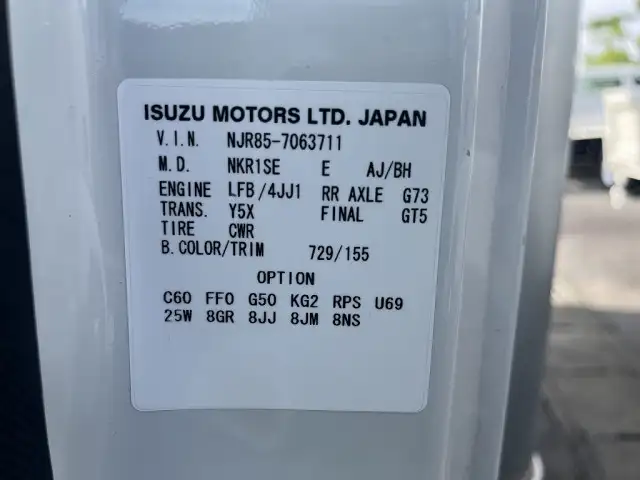 ISUZU MOTORS LTD. JAPAN
V.I.N. NJR85-7063711
M.D. NKR1SE E AJ/BH
ENGINE LFB/4JJ1 RR AXLE G73
TRANS. Y5X FINAL GT5
TIRE CWR
B.COLOR/TRIM 729/155
OPTION
C60 FF0 G50 KG2 RPS U69
25W 8GR 8JJ 8JM 8NS